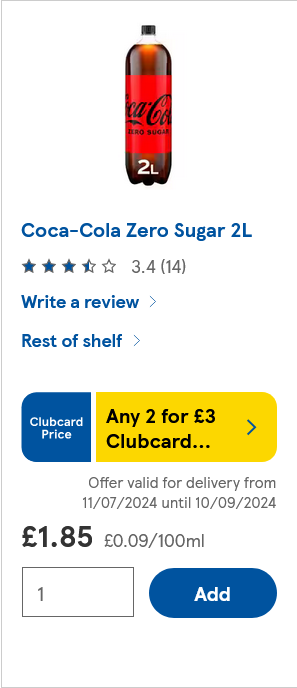 Coca-Cola
ZERO SUGAR
2L
Coca-Cola Zero Sugar 2L
3.4 (14)
Write a review
Rest of shelf
Clubcard
Price
Any 2 for £3
Clubcard...
Offer valid for delivery from
11/07/2024 until 10/09/2024
£1.85 £0.09/100ml
1
Add